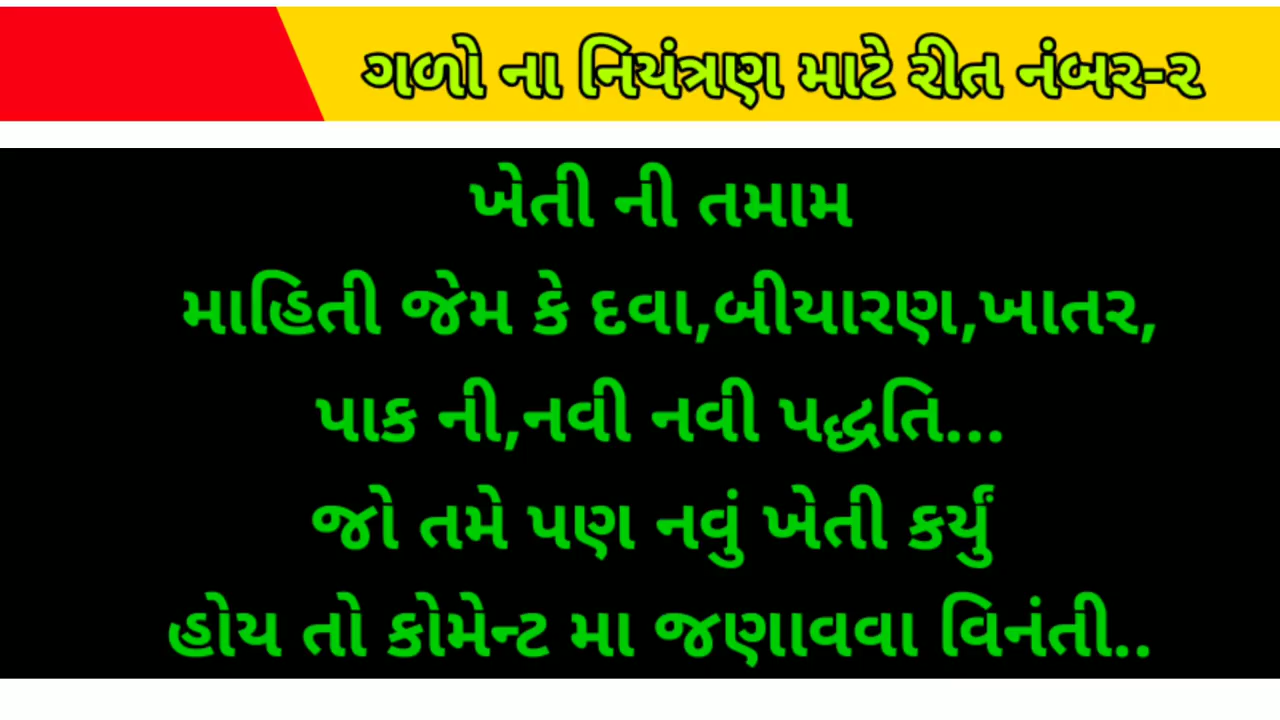 ગળો ના નિયંત્રણ માટે રીત નંબર-૨
ખેતી ની તમામ
માહિતી જેમ કે દવા,બીયારણ,ખાતર,
પાક ની,નવી નવી પદ્ધતિ...
જો તમે પણ નવું ખેતી કર્યું
હોય તો કોમેન્ટ મા જણાવવા વિનંતી..